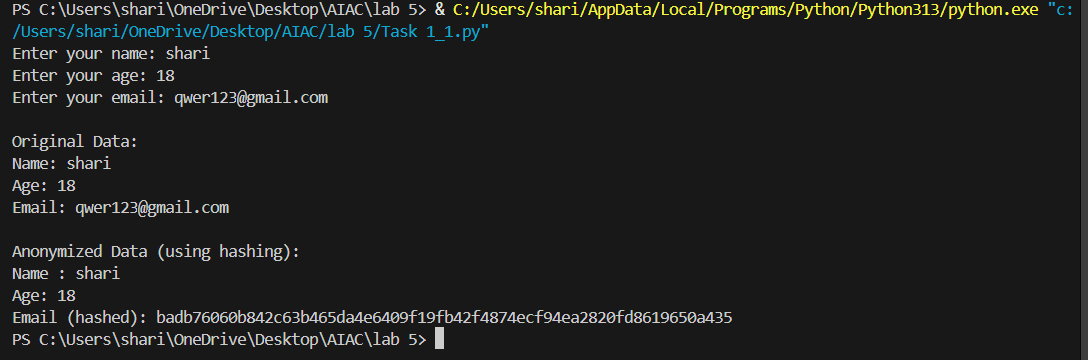 PS C:\Users\shari\OneDrive\Desktop\AIAC\lab 5> & C:/Users/shari/AppData/Local/Programs/Python/Python313/python.exe "c:
/Users/shari/OneDrive/Desktop/AIAC/lab 5/Task 1_1.py"
Enter your name: shari
Enter your age: 18
Enter your email: qwer123@gmail.com
Original Data:
Name: shari
Age: 18
Email: qwer123@gmail.com
Anonymized Data (using hashing):
Name : shari
Age: 18
Email (hashed): badb76060b842c63b465da4e6409f19fb42f4874ecf94ea2820fd8619650a435
PS C:\Users\shari\OneDrive\Desktop\AIAC\lab 5>